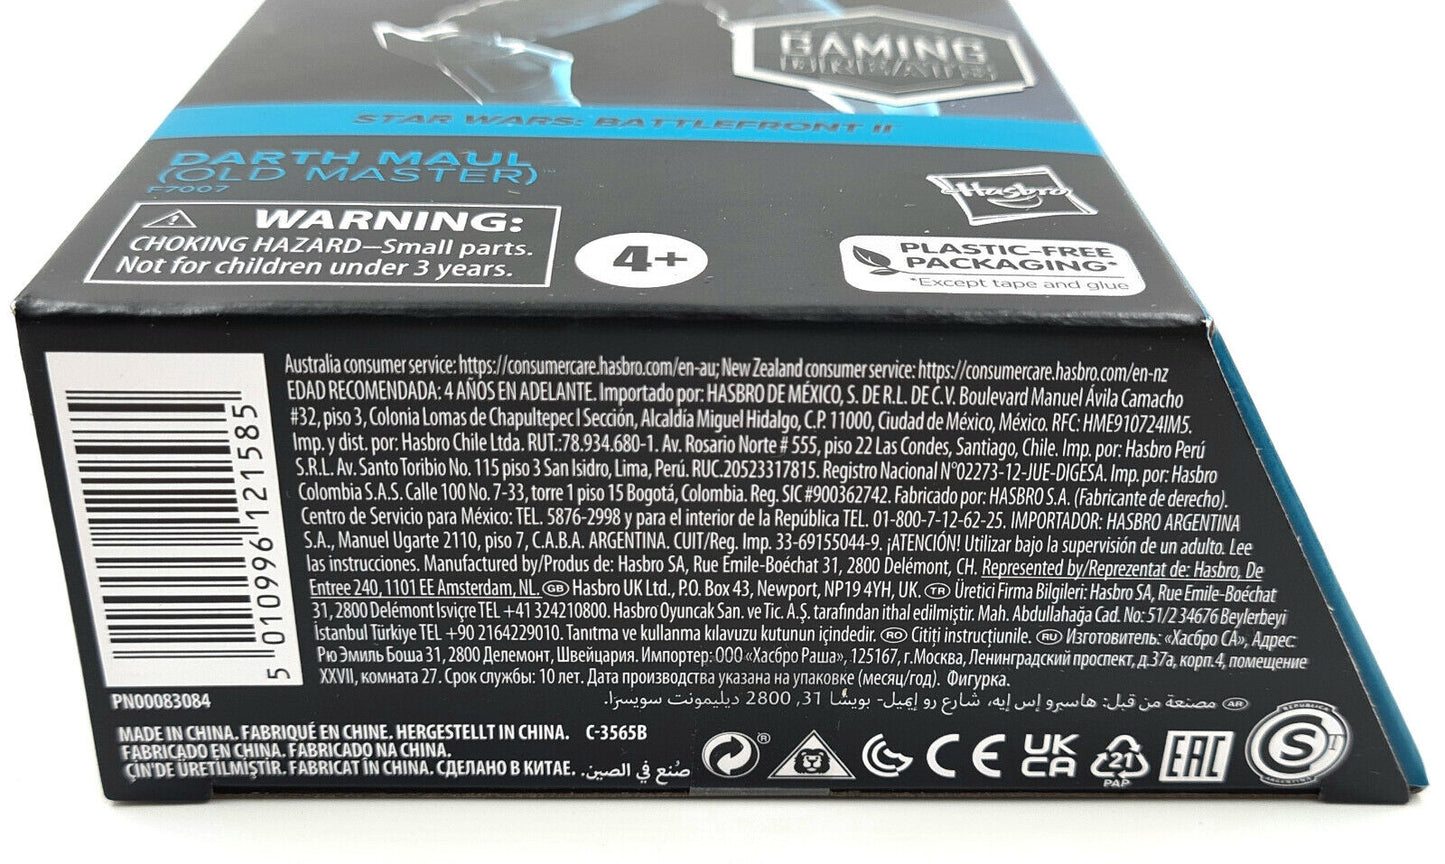 GAMING
GREATS
STAR WARS: BATTLEFRONT II
DARTH MAUL
(OLD MASTER)™
F7007
WARNING:
CHOKING HAZARD—Small parts.
Not for children under 3 years.
4+
Hasbro
PLASTIC-FREE
PACKAGING*
*Except tape and glue
5 010996 121585
PN00083084
Australia consumer service: https://consumercare.hasbro.com/en-au; New Zealand consumer service: https://consumercare.hasbro.com/en-nz
EDAD RECOMENDADA: 4 AÑOS EN ADELANTE. Importado por: HASBRO DE MÉXICO, S. DE R.L. DE C.V. Boulevard Manuel Ávila Camacho
#32, piso 3, Colonia Lomas de Chapultepec I Sección, Alcaldía Miguel Hidalgo, C.P. 11000, Ciudad de México, México. RFC: HME910724IM5.
Imp. y dist. por: Hasbro Chile Ltda. RUT.:78.934.680-1. Av. Rosario Norte # 555, piso 22 Las Condes, Santiago, Chile. Imp. por: Hasbro Perú
S.R.L. Av. Santo Toribio No. 115 piso 3 San Isidro, Lima, Perú. RUC.20523317815. Registro Nacional N°02273-12-JUE-DIGESA. Imp. por: Hasbro
Colombia S.A.S. Calle 100 No. 7-33, torre 1 piso 15 Bogotá, Colombia. Reg. SIC #900362742. Fabricado por: HASBRO S.A. (Fabricante de derecho).
Centro de Servicio para México: TEL. 5876-2998 y para el interior de la República TEL. 01-800-7-12-62-25. IMPORTADOR: HASBRO ARGENTINA
S.A., Manuel Ugarte 2110, piso 7, C.A.B.A. ARGENTINA. CUIT/Reg. Imp. 33-69155044-9. ¡ATENCIÓN! Utilizar bajo la supervisión de un adulto. Lee
las instrucciones. Manufactured by/Produs de: Hasbro SA, Rue Emile-Boéchat 31, 2800 Delémont, CH. Represented by/Reprezentat de: Hasbro, De
Entree 240, 1101 EE Amsterdam, NL. GB Hasbro UK Ltd., P.O. Box 43, Newport, NP19 4YH, UK. TR Üretici Firma Bilgileri: Hasbro SA, Rue Emile-Boéchat
31, 2800 Delémont İsviçre TEL +41 324210800. Hasbro Oyuncak San. ve Tic. A.Ş. tarafından ithal edilmiştir. Mah. Abdullahağa Cad. No: 51/2 34676 Beylerbeyi
İstanbul Türkiye TEL +90 2164229010. Tanıtma ve kullanma kılavuzu kutunun içindedir. RO Citiți instrucțiunile. RU Изготовитель: «Хасбро СА», Адрес:
Рю Эмиль Боша 31, 2800 Делемонт, Швейцария. Импортер: ООО «Хасбро Раша», 125167, г.Москва, Ленинградский проспект, д.37а, корп.4, помещение
XXVII, комната 27. Срок службы: 10 лет. Дата производства указана на упаковке (месяц/год). Фигурка.
AR مصنعة من قبل: هاسبرو إس إيه، شارع رو إيميل- بويشا 31، 2800 ديليمونت سويسرا.
MADE IN CHINA. FABRIQUÉ EN CHINE. HERGESTELLT IN CHINA. C-3565B
FABRICADO EN CHINA. FABRICADO NA CHINA.
ÇİN'DE ÜRETİLMİŞTİR. FABRICAT ÎN CHINA. СДЕЛАНО В КИТАЕ. صُنع في الصين.
CE
UK
CA
21
PAP
EAC
REPUBLICA
S
ARGENTINA